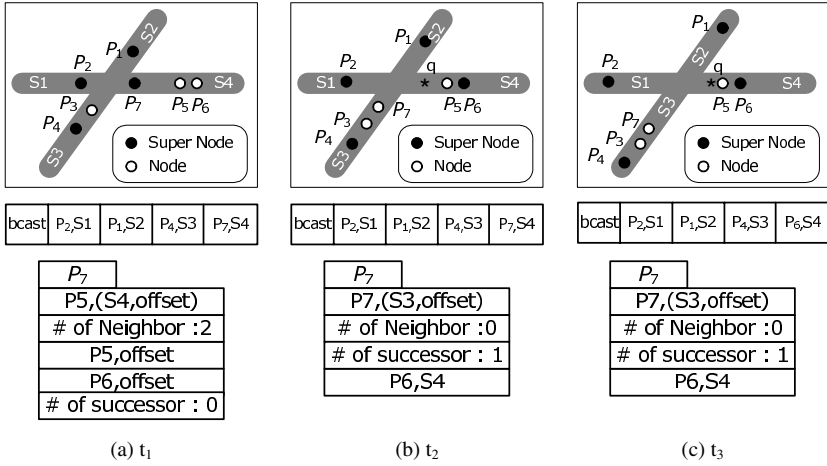 P1
S2
P2
S1
S4
P3
P7
P5 P6
P4
S3
Super Node
Node
bcast P2,S1 P1,S2 P4,S3 P7,S4
P7
P5,(S4,offset)
# of Neighbor :2
P5,offset
P6,offset
# of successor : 0
(a) t1
P1
S2
P2
q
S1
*
S4
P5 P6
P7
P3
P4
S3
Super Node
Node
bcast P2,S1 P1,S2 P4,S3 P7,S4
P7
P7,(S3,offset)
# of Neighbor :0
# of successor : 1
P6,S4
(b) t2
P1
P2
S2
q
S1
*
S4
P5 P6
S3
P7
P3
P4
Super Node
Node
bcast P2,S1 P1,S2 P4,S3 P6,S4
P7
P7,(S3,offset)
# of Neighbor :0
# of successor : 1
P6,S4
(c) t3